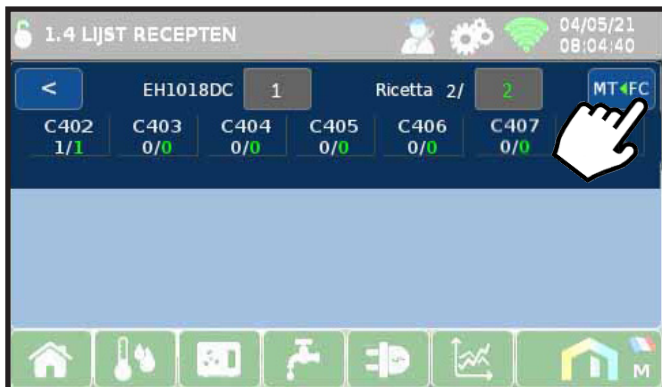 1.4 LIJST RECEPTEN 04/05/21
08:04:40
< EH1018DC 1 Ricetta 2/ 2 MT◀FC
C402 C403 C404 C405 C406 C407
1/1 0/0 0/0 0/0 0/0 0/0
M